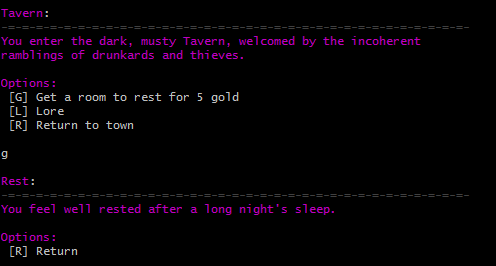 Tavern:
-=-=-=-=-=-=-=-=-=-=-=-=-=-=-=-=-=-=-=-=-=-=-=-=-=-=-=-=-=-=-=-=-=-
You enter the dark, musty Tavern, welcomed by the incoherent
ramblings of drunkards and thieves.
Options:
[G] Get a room to rest for 5 gold
[L] Lore
[R] Return to town
g
Rest:
-=-=-=-=-=-=-=-=-=-=-=-=-=-=-=-=-=-=-=-=-=-=-=-=-=-=-=-=-=-=-=-=-=-
You feel well rested after a long night's sleep.
Options:
[R] Return